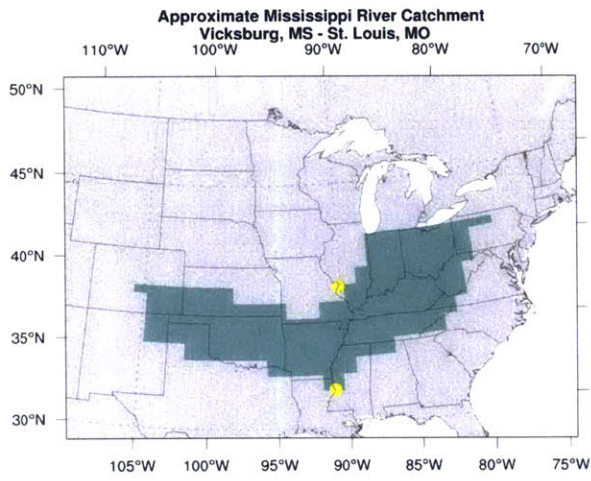 Approximate Mississippi River Catchment
Vicksburg, MS - St. Louis, MO
110°W 100°W 90°W 80°W 70°W
50°N
45°N
40°N
35°N
30°N
105°W 100°W 95°W 90°W 85°W 80°W 75°W